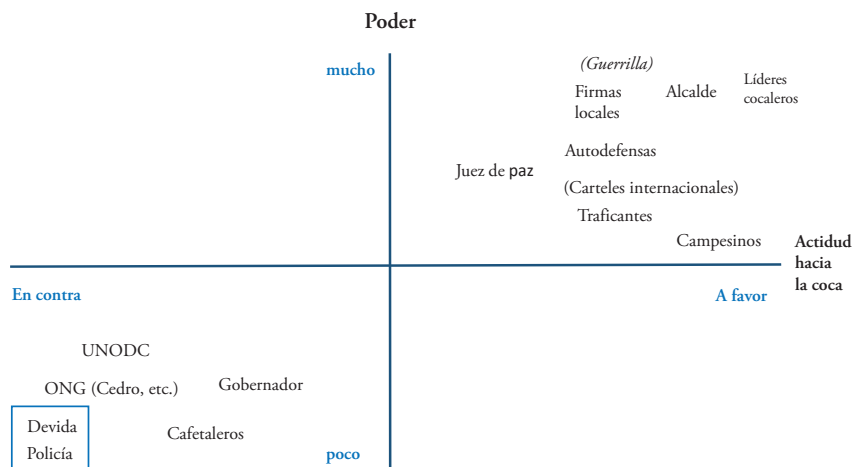 Poder
mucho
(Guerrilla)
Firmas
locales
Alcalde
Líderes
cocaleros
Autodefensas
Juez de paz
(Carteles internacionales)
Traficantes
Campesinos
Actidud
hacia
la coca
En contra
A favor
UNODC
ONG (Cedro, etc.)
Gobernador
Devida
Policía
Cafetaleros
poco